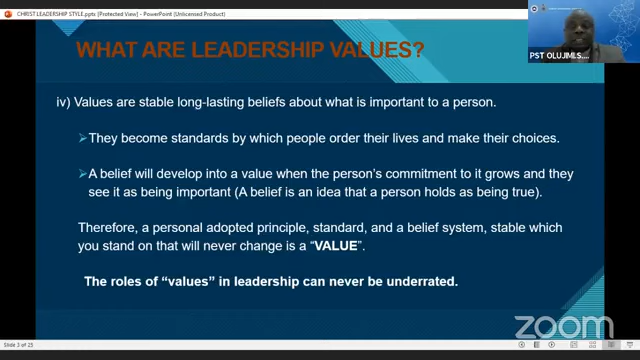 CHRIST LEADERSHIP STYLE.pptx [Protected View] - PowerPoint (Unlicensed Product)
WHAT ARE LEADERSHIP VALUES?
PST OLUJIMI S....
iv) Values are stable long-lasting beliefs about what is important to a person.
➢They become standards by which people order their lives and make their choices.
➢A belief will develop into a value when the person's commitment to it grows and they
see it as being important (A belief is an idea that a person holds as being true).
Therefore, a personal adopted principle, standard, and a belief system, stable which
you stand on that will never change is a “VALUE”.
The roles of “values” in leadership can never be underrated.
zoom
Slide 3 of 25